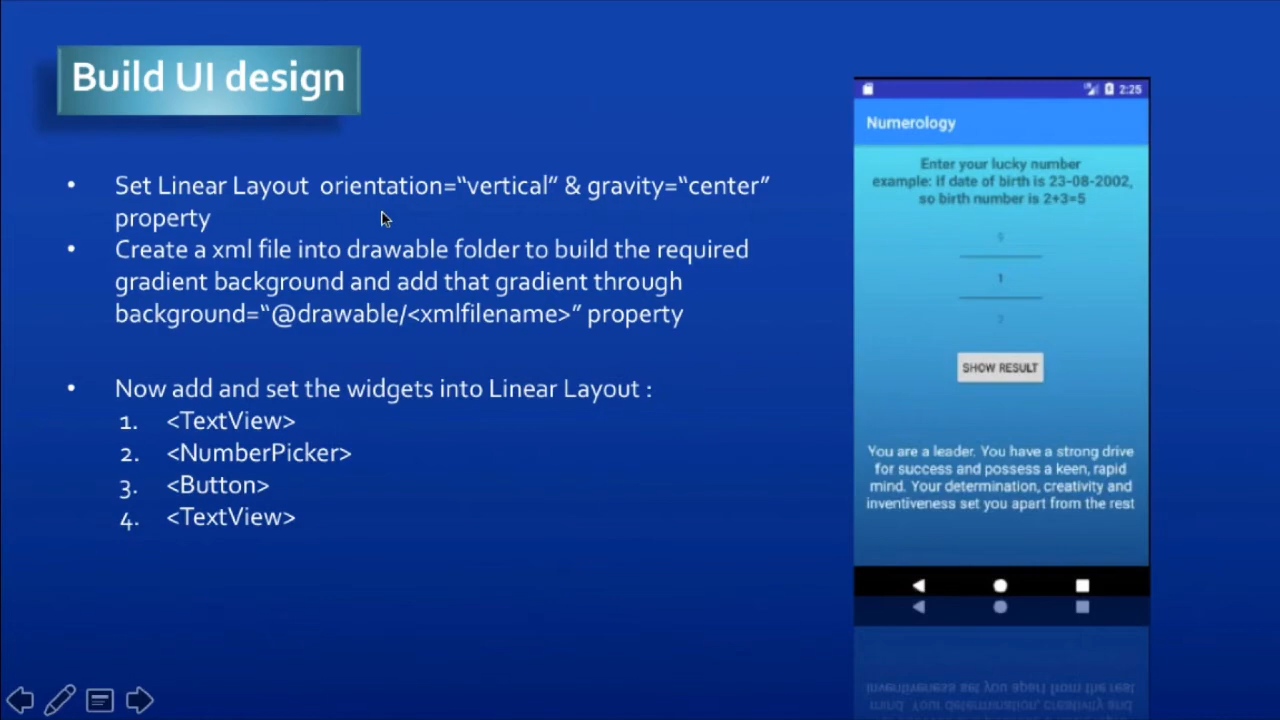 Build UI design
• Set Linear Layout orientation=“vertical” & gravity=“center”
property
• Create a xml file into drawable folder to build the required
gradient background and add that gradient through
background=“@drawable/<xmlfilename>” property
• Now add and set the widgets into Linear Layout :
1. <TextView>
2. <NumberPicker>
3. <Button>
4. <TextView>
2:25
Numerology
Enter your lucky number
example: if date of birth is 23-08-2002,
so birth number is 2+3=5
9
1
2
SHOW RESULT
You are a leader. You have a strong drive
for success and possess a keen, rapid
mind. Your determination, creativity and
inventiveness set you apart from the rest